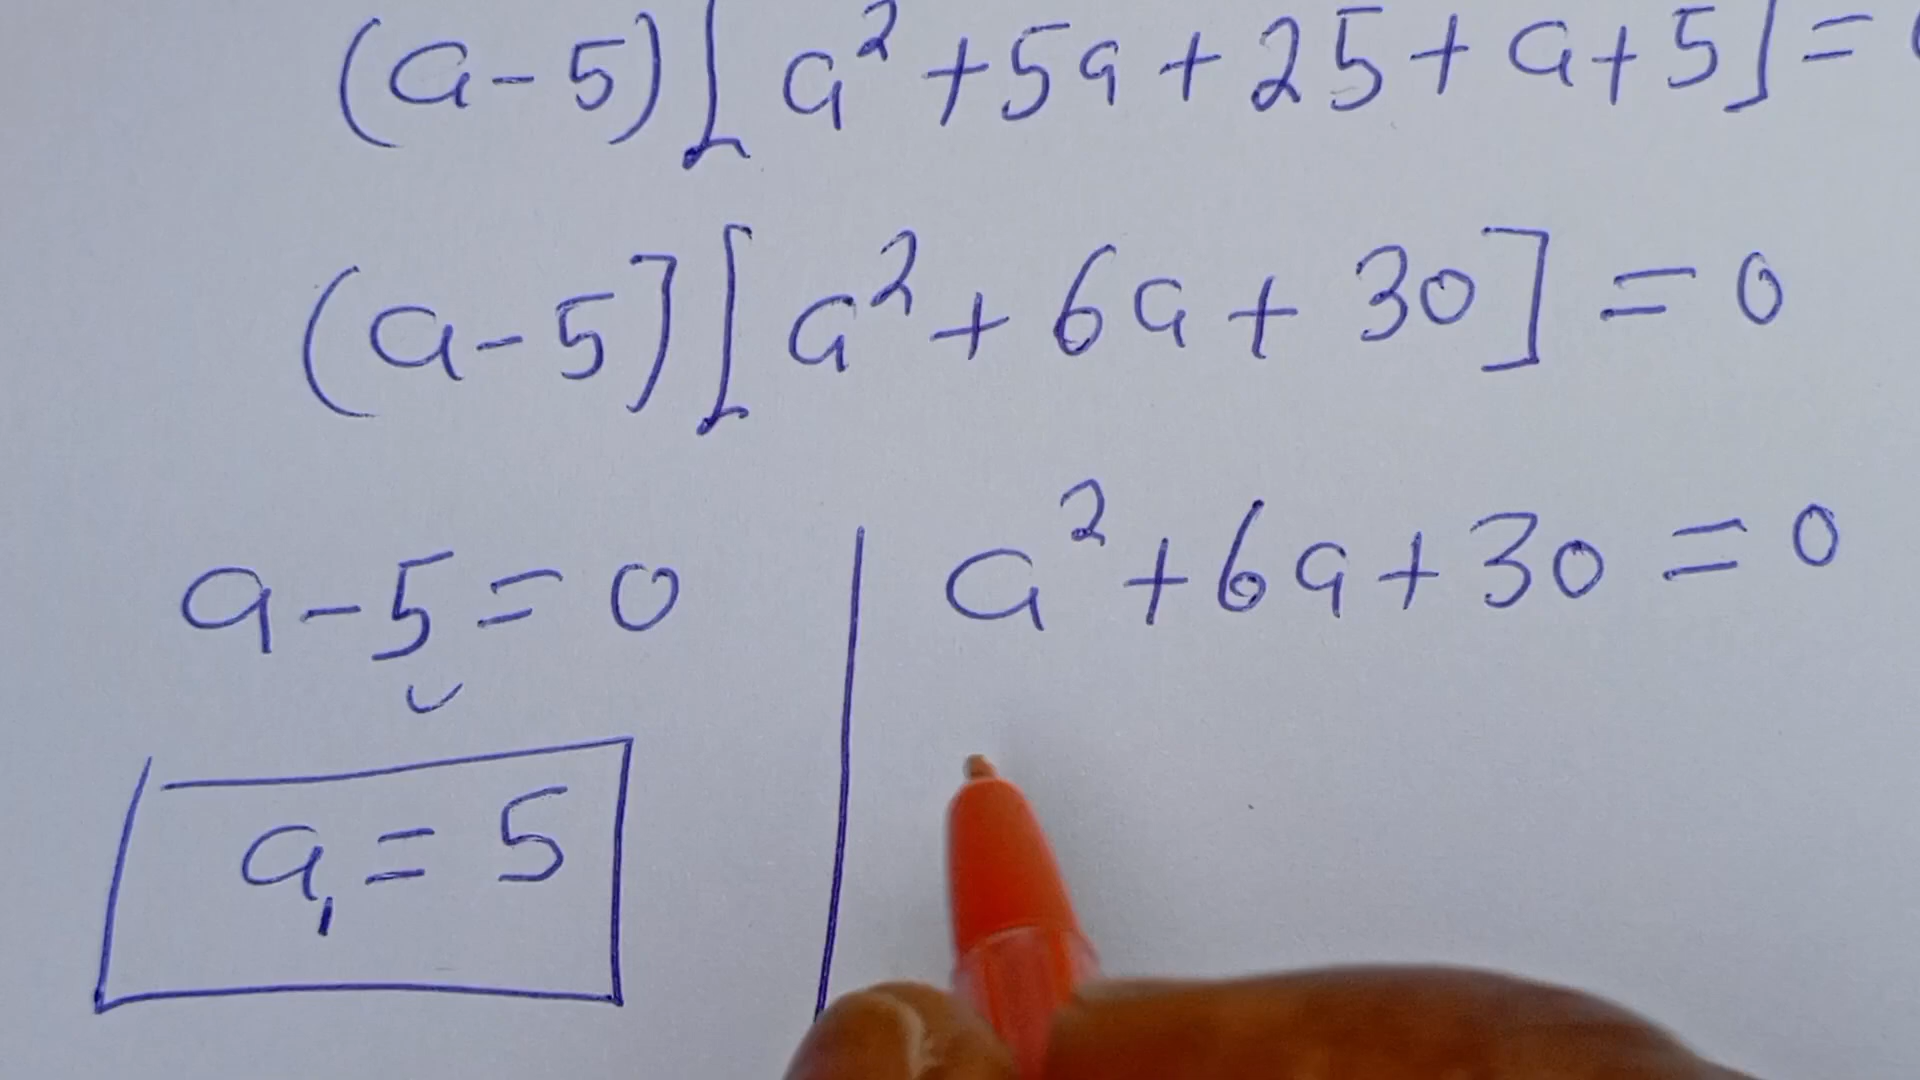 (a-5)[a²+5a+25+a+5]=
(a-5][a²+6a+30]=0
a-5=0
a²+6a+30=0
a₁=5